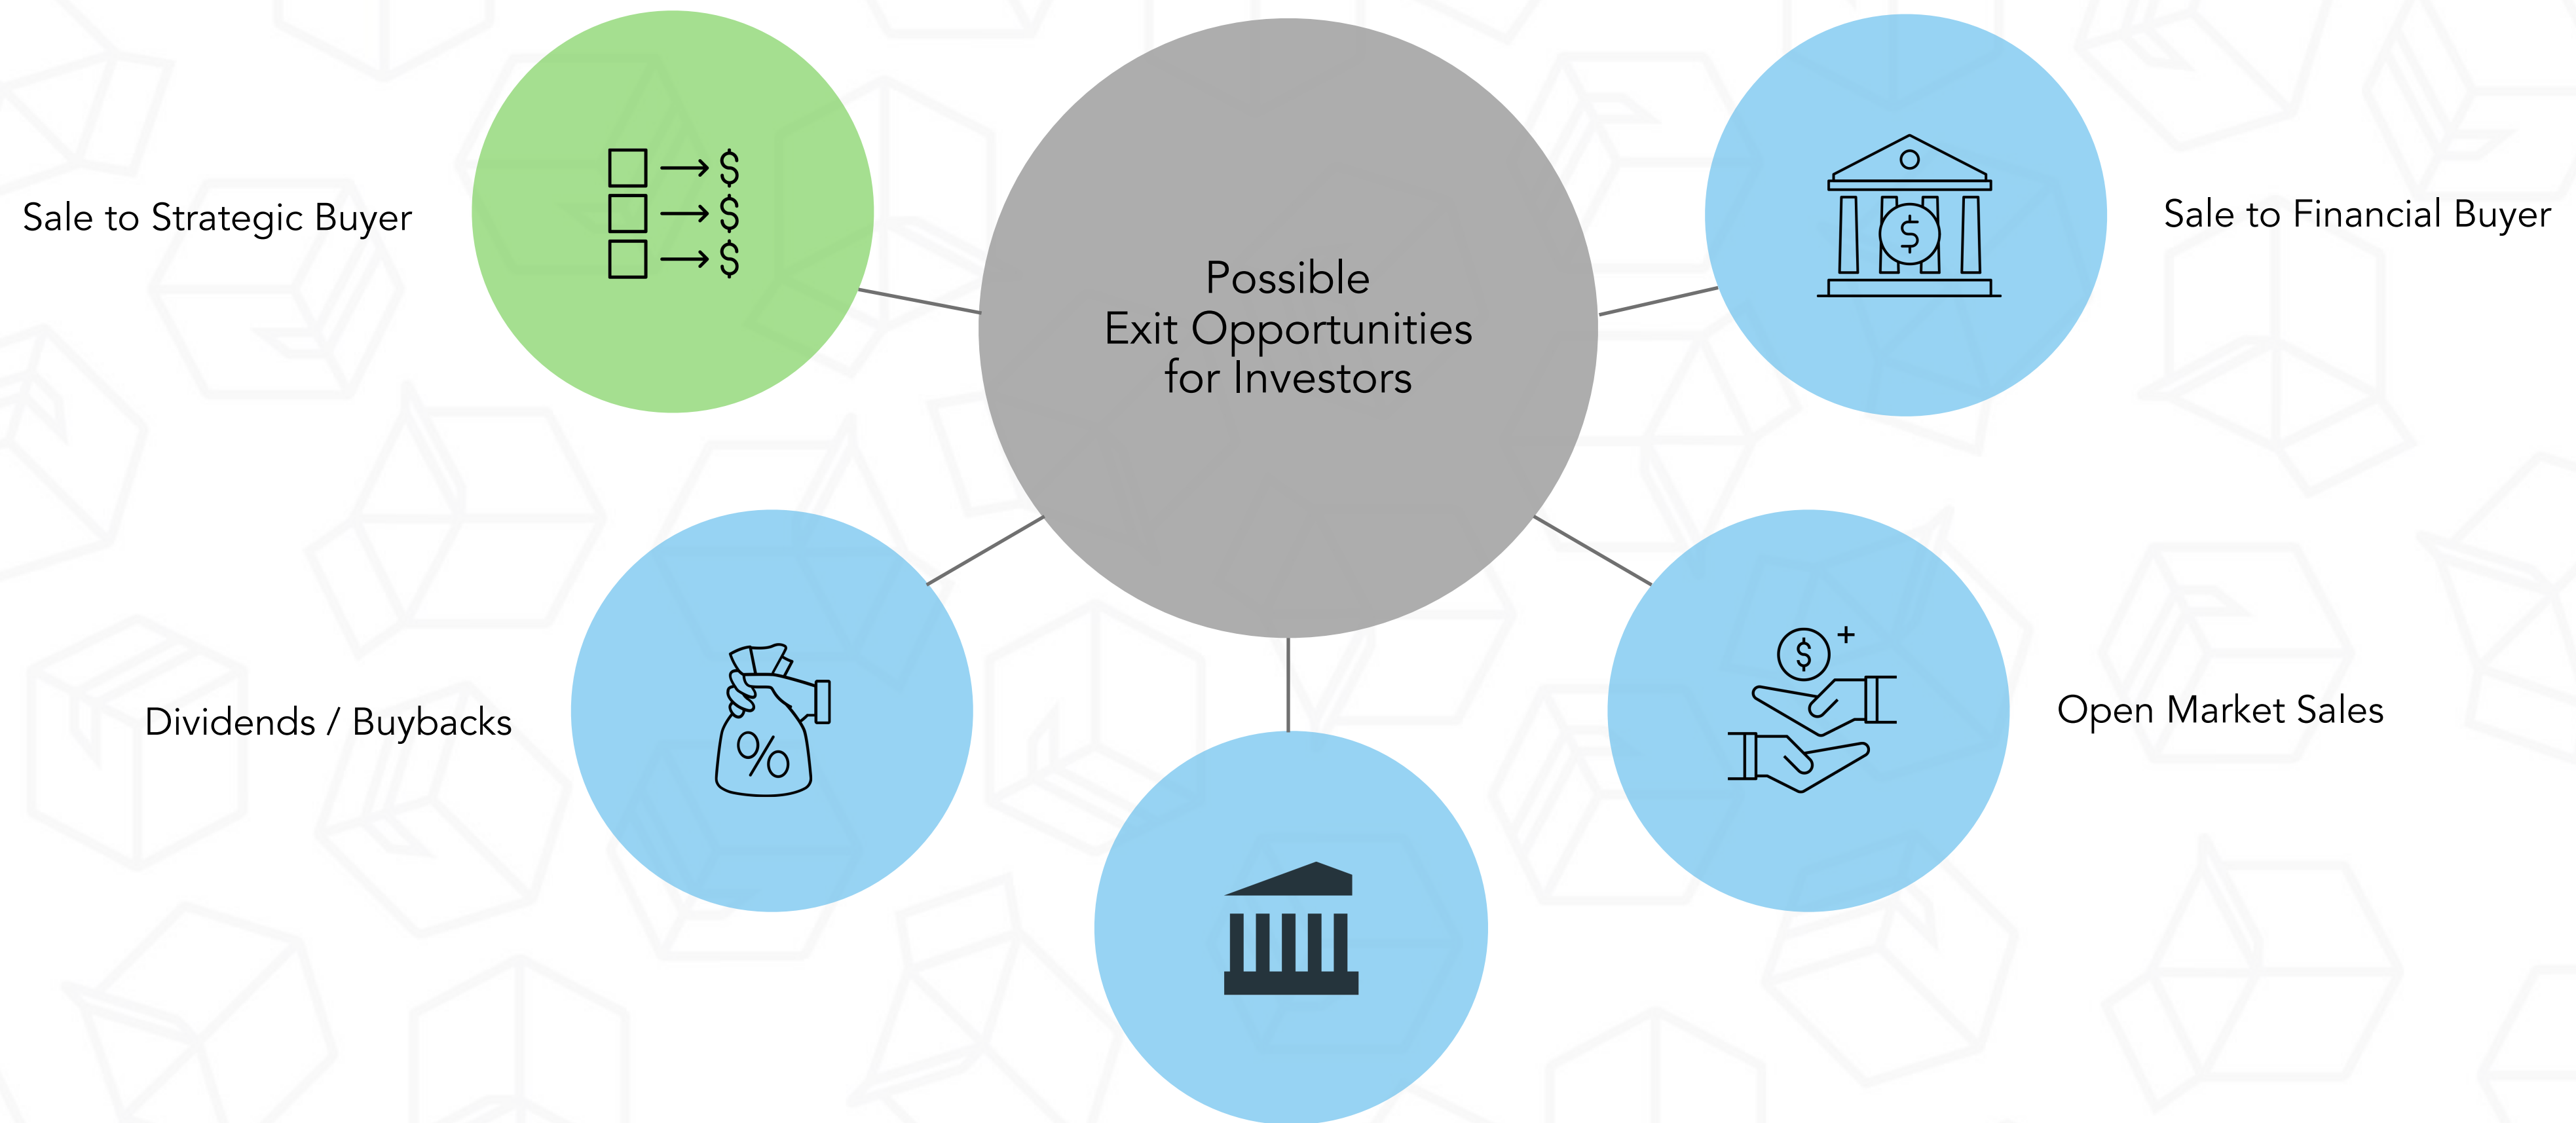 Sale to Strategic Buyer
$
$
$
Possible
Exit Opportunities
for Investors
$
Sale to Financial Buyer
Dividends / Buybacks
%
$ +
Open Market Sales